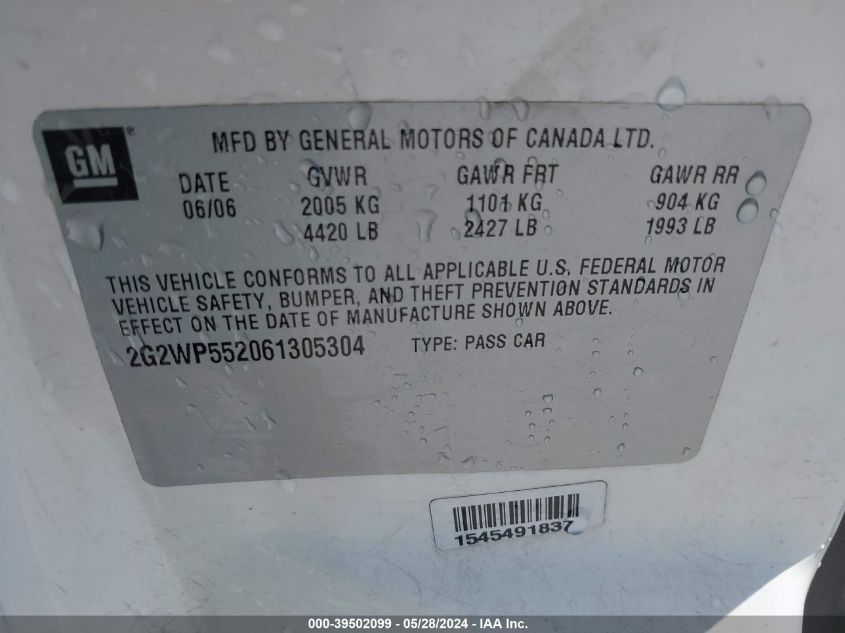 GM ®
MFD BY GENERAL MOTORS OF CANADA LTD.
DATE GVWR GAWR FRT GAWR RR
06/06 2005 KG 1101 KG 904 KG
4420 LB 2427 LB 1993 LB
THIS VEHICLE CONFORMS TO ALL APPLICABLE U.S. FEDERAL MOTOR
VEHICLE SAFETY, BUMPER, AND THEFT PREVENTION STANDARDS IN
EFFECT ON THE DATE OF MANUFACTURE SHOWN ABOVE.
2G2WP552061305304 TYPE: PASS CAR
1545491837
000-39502099 - 05/28/2024 - IAA Inc.